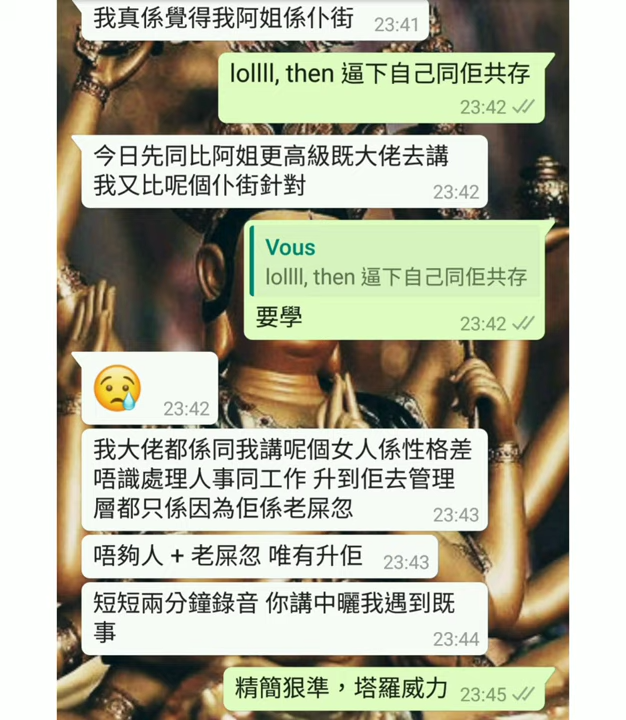 我真係覺得我阿姐係仆街 23:41
lollll, then 逼下自己同佢共存
23:42
今日先同比阿姐更高級既大佬去講
我又比呢個仆街針對 23:42
Vous
lollll, then 逼下自己同佢共存
要學 23:42
😢 23:42
我大佬都係同我講呢個女人係性格差
唔識處理人事同工作 升到佢去管理
層都只係因為佢係老屎忽 23:43
唔夠人 + 老屎忽 唯有升佢 23:43
短短兩分鐘錄音 你講中曬我遇到既
事 23:44
精簡狠準，塔羅威力 23:45